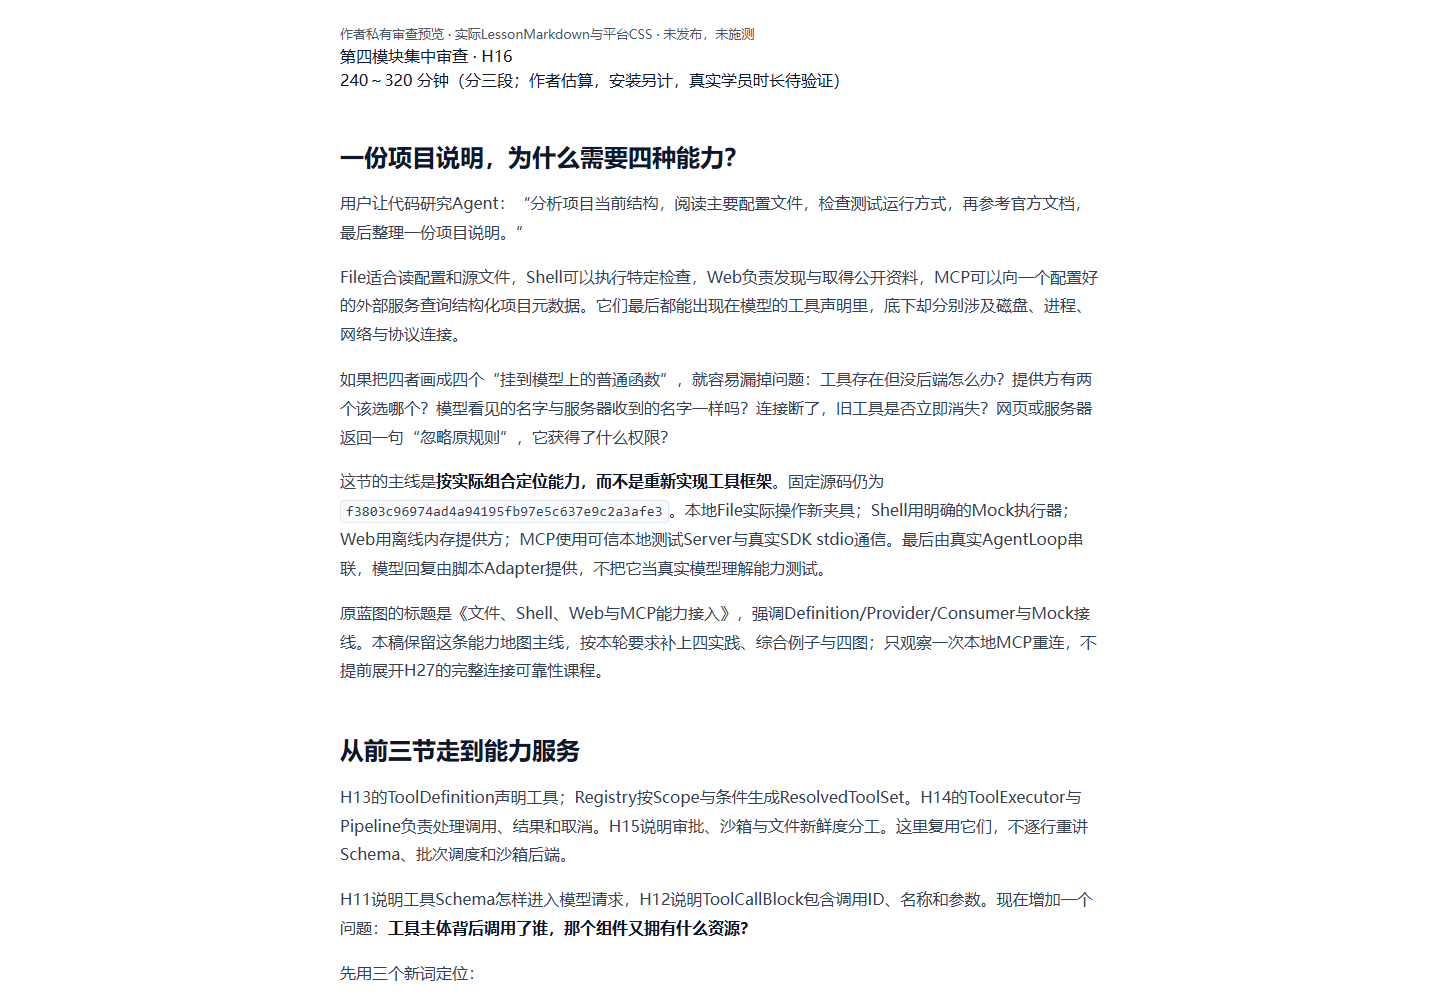 作者私有审查预览 · 实际LessonMarkdown与平台CSS · 未发布，未施测
第四模块集中审查 · H16
240～320 分钟（分三段；作者估算，安装另计，真实学员时长待验证）
一份项目说明，为什么需要四种能力？
用户让代码研究Agent：“分析项目当前结构，阅读主要配置文件，检查测试运行方式，再参考官方文档，
最后整理一份项目说明。”
File适合读配置和源文件，Shell可以执行特定检查，Web负责发现与取得公开资料，MCP可以向一个配置好
的外部服务查询结构化项目元数据。它们最后都能出现在模型的工具声明里，底下却分别涉及磁盘、进程、
网络与协议连接。
如果把四者画成四个“挂到模型上的普通函数”，就容易漏掉问题：工具存在但没后端怎么办？提供方有两
个该选哪个？模型看见的名字与服务器收到的名字一样吗？连接断了，旧工具是否立即消失？网页或服务器
返回一句“忽略原规则”，它获得了什么权限？
这节的主线是按实际组合定位能力，而不是重新实现工具框架。固定源码仍为
f3803c96974ad4a94195fb97e5c637e9c2a3afe3。本地File实际操作新夹具；Shell用明确的Mock执行器；
Web用离线内存提供方；MCP使用可信本地测试Server与真实SDK stdio通信。最后由真实AgentLoop串
联，模型回复由脚本Adapter提供，不把它当真实模型理解能力测试。
原蓝图的标题是《文件、Shell、Web与MCP能力接入》，强调Definition/Provider/Consumer与Mock接
线。本稿保留这条能力地图主线，按本轮要求补上四实践、综合例子与四图；只观察一次本地MCP重连，不
提前展开H27的完整连接可靠性课程。
从前三节走到能力服务
H13的ToolDefinition声明工具；Registry按Scope与条件生成ResolvedToolSet。H14的ToolExecutor与
Pipeline负责处理调用、结果和取消。H15说明审批、沙箱与文件新鲜度分工。这里复用它们，不逐行重讲
Schema、批次调度和沙箱后端。
H11说明工具Schema怎样进入模型请求，H12说明ToolCallBlock包含调用ID、名称和参数。现在增加一个
问题：工具主体背后调用了谁，那个组件又拥有什么资源？
先用三个新词定位：